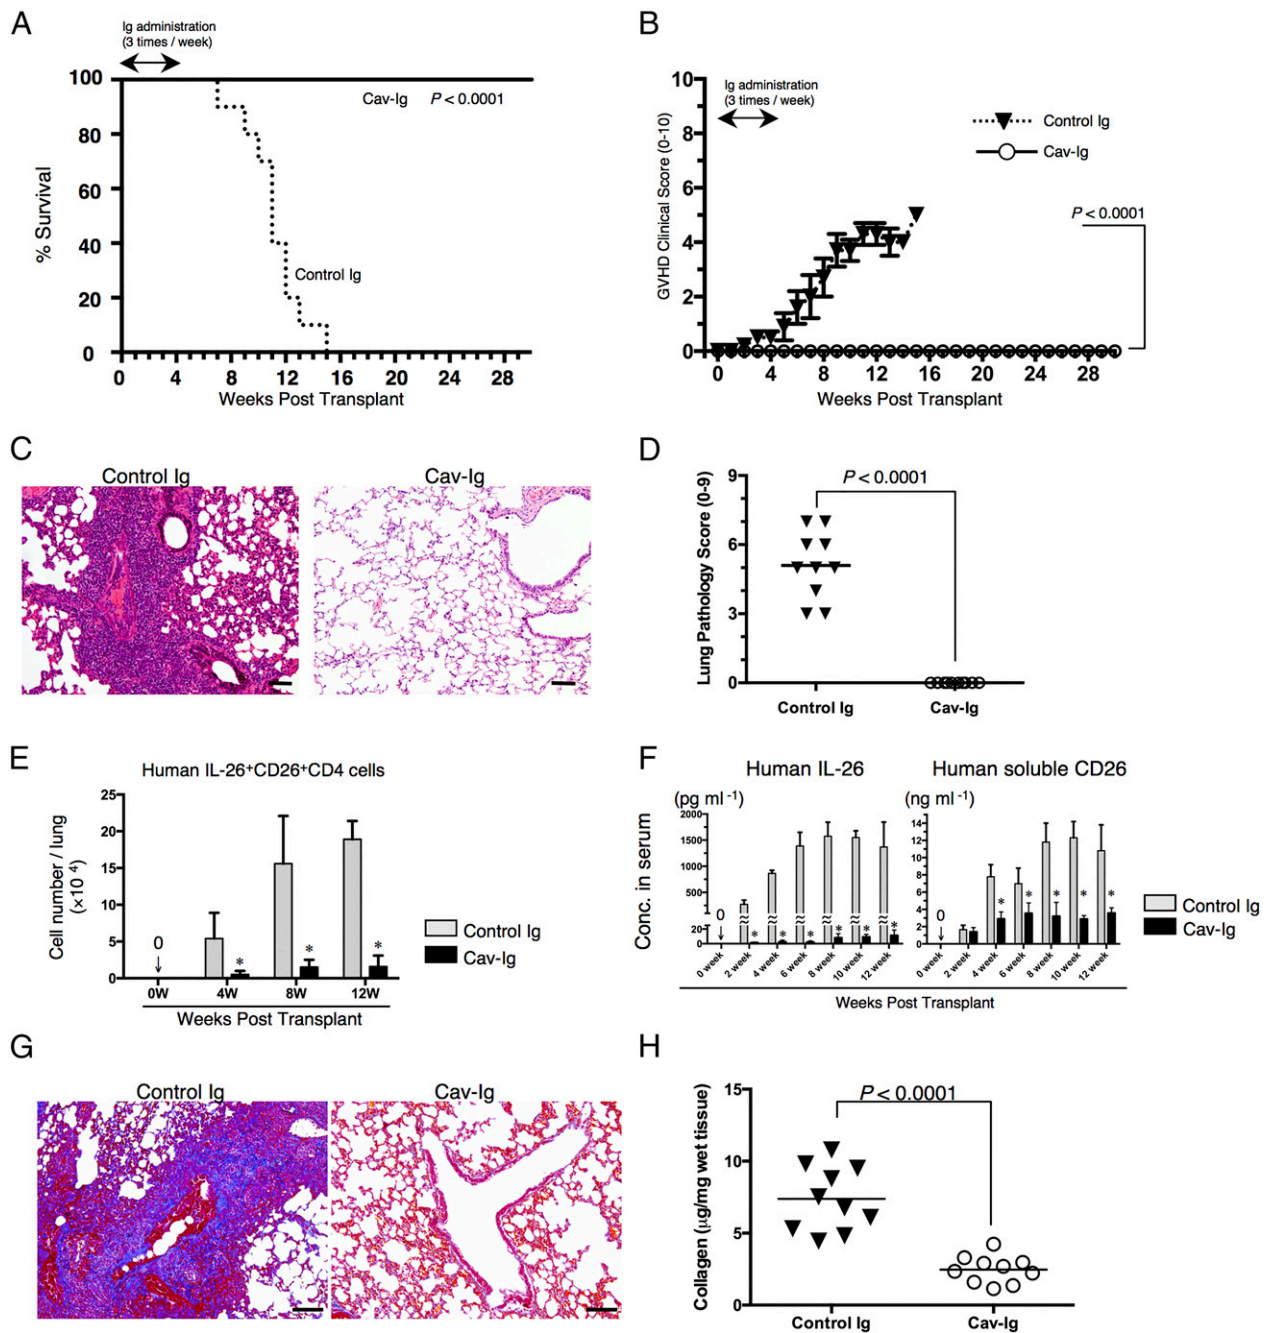 A
Ig administration
(3 times / week)
100
80
60
40
20
0
% Survival
Cav-Ig P < 0.0001
Control Ig
0 4 8 12 16 20 24 28
Weeks Post Transplant
B
10
8
6
4
2
0
GVHD Clinical Score (0-10)
Ig administration
(3 times / week)
Control Ig
Cav-Ig
P < 0.0001
0 4 8 12 16 20 24 28
Weeks Post Transplant
C
Control Ig Cav-Ig
D
9
6
3
0
Lung Pathology Score (0-9)
P < 0.0001
Control Ig Cav-Ig
E
Human IL-26+CD26+CD4 cells
25
20
15
10
5
0
Cell number / lung
(×10 4)
0
* * *
0W 4W 8W 12W
Weeks Post Transplant
Control Ig
Cav-Ig
F
Human IL-26 Human soluble CD26
(pg ml -1) (ng ml -1)
Conc. in serum
2000
1500
1000
500
20
0
0
* * * * * *
0 week 2 week 4 week 6 week 8 week 10 week 12 week
14
12
10
8
6
4
2
0
0
* * * * *
0 week 2 week 4 week 6 week 8 week 10 week 12 week
Weeks Post Transplant
Control Ig
Cav-Ig
G
Control Ig Cav-Ig
H
15
10
5
0
Collagen (µg/mg wet tissue)
P < 0.0001
Control Ig Cav-Ig